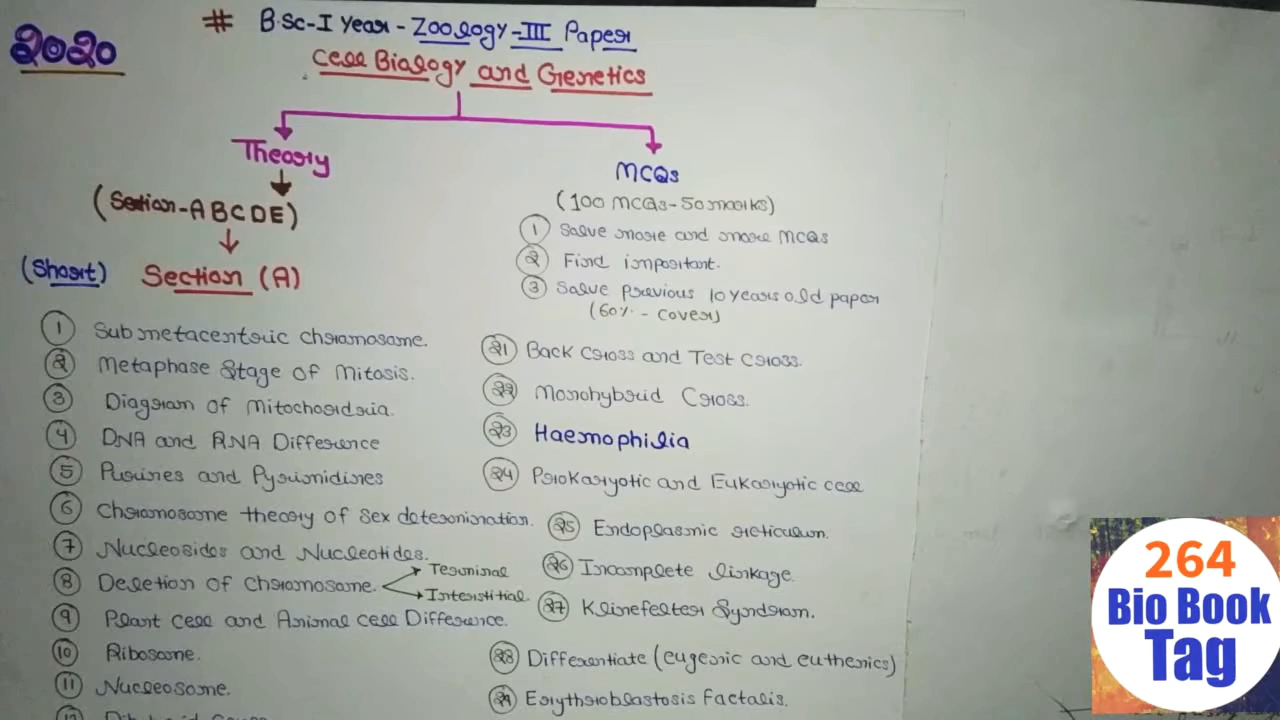 2020
# B.Sc-I Year - Zoology-III Paper
Cell Biology and Genetics
Theory
(Section-ABCDE)
(Short) Section (A)
① Submetacentric chromosome.
② Metaphase Stage of Mitosis.
③ Diagram of Mitochondria.
④ DNA and RNA Difference
⑤ Purines and Pyrimidines
⑥ Chromosome theory of Sex determination.
⑦ Nucleosides and Nucleotides.
⑧ Deletion of Chromosome.
Terminal
Interstitial
⑨ Plant cell and Animal cell Difference.
⑩ Ribosome.
⑪ Nucleosome.
MCQs
(100 MCQs-50 marks)
① Solve more and more MCQs
② Find important.
③ Solve previous 10 years old paper
(60% - cover)
21 Back Cross and Test Cross.
22 Monohybrid Cross.
23 Haemophilia
24 Prokaryotic and Eukaryotic cell
25 Endoplasmic reticulum.
26 Incomplete linkage.
27 Klinefelter Syndrom.
28 Differentiate (eugenic and euthenics)
29 Erythroblastosis factalis.
264
Bio Book
Tag